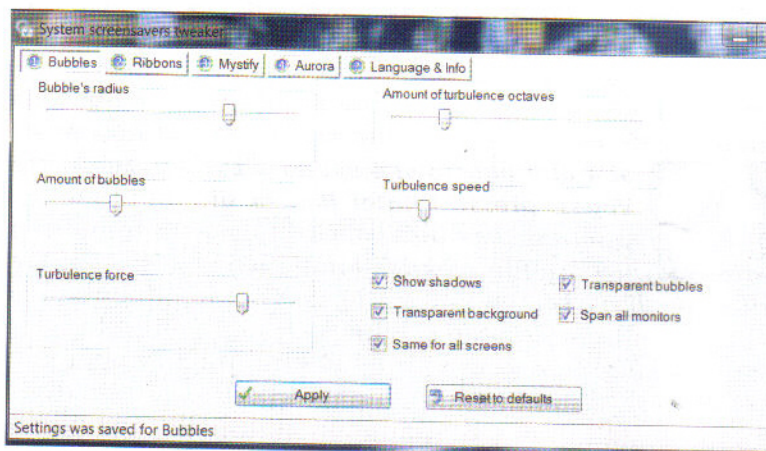 System screensavers tweaker
Bubbles Ribbons Mystify Aurora Language & Info
Bubble's radius
Amount of turbulence octaves
Amount of bubbles
Turbulence speed
Turbulence force
Show shadows
Transparent bubbles
Transparent background
Span all monitors
Same for all screens
Apply
Reset to defaults
Settings was saved for Bubbles